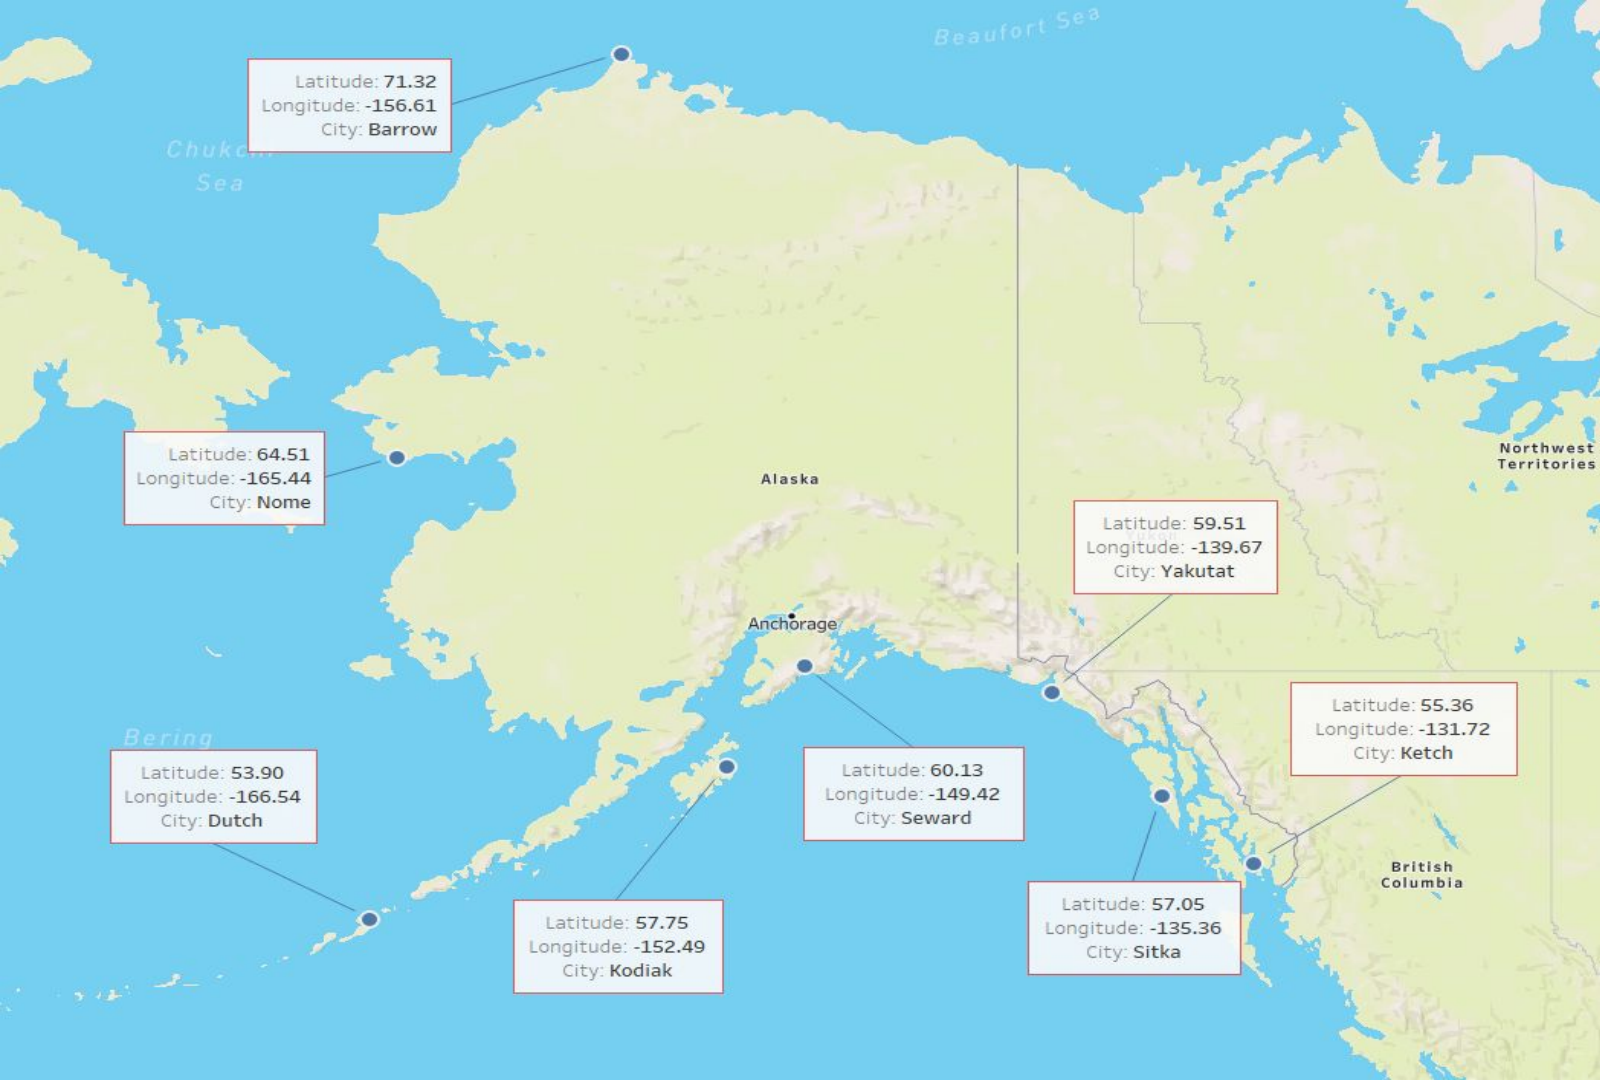 Beaufort Sea
Latitude: 71.32
Longitude: -156.61
City: Barrow
Sea
Latitude: 64.51
Longitude: -165.44
City: Nome
Northwest
Territories
Alaska
Latitude: 59.51
Longitude: -139.67
City: Yakutat
Anchorage
Latitude: 55.36
Longitude: -131.72
City: Ketch
Bering
Latitude: 53.90
Longitude: -166.54
City: Dutch
Latitude: 60.13
Longitude: -149.42
City: Seward
British
Columbia
Latitude: 57.75
Longitude: -152.49
City: Kodiak
Latitude: 57.05
Longitude: -135.36
City: Sitka